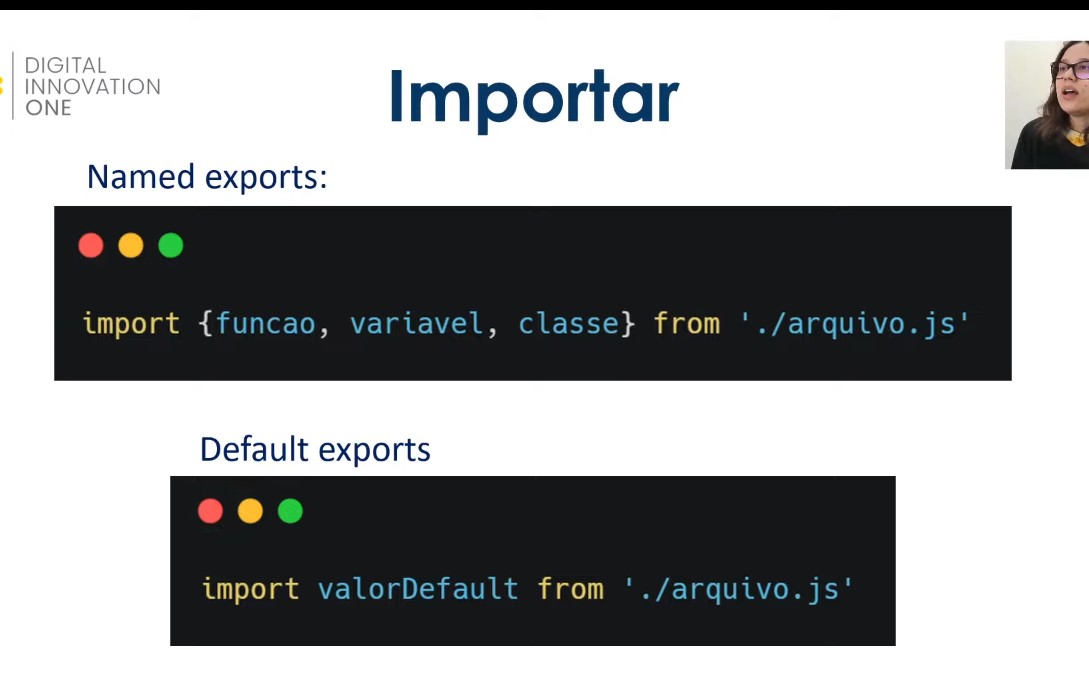 DIGITAL
INNOVATION
ONE
Importar
Named exports:
import {funcao, variavel, classe} from './arquivo.js'
Default exports
import valorDefault from './arquivo.js'